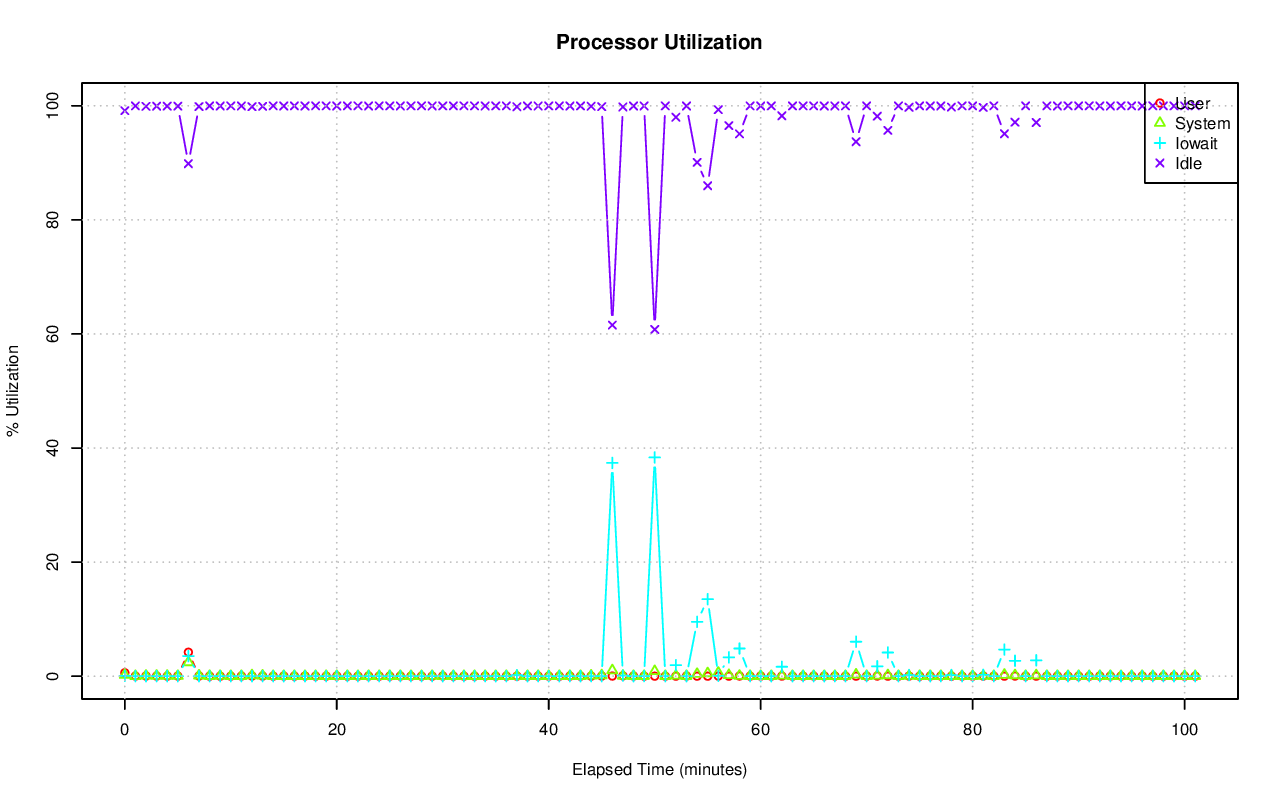 Processor Utilization
100
80
60
40
20
0
% Utilization
User
System
Iowait
Idle
0 20 40 60 80 100
Elapsed Time (minutes)